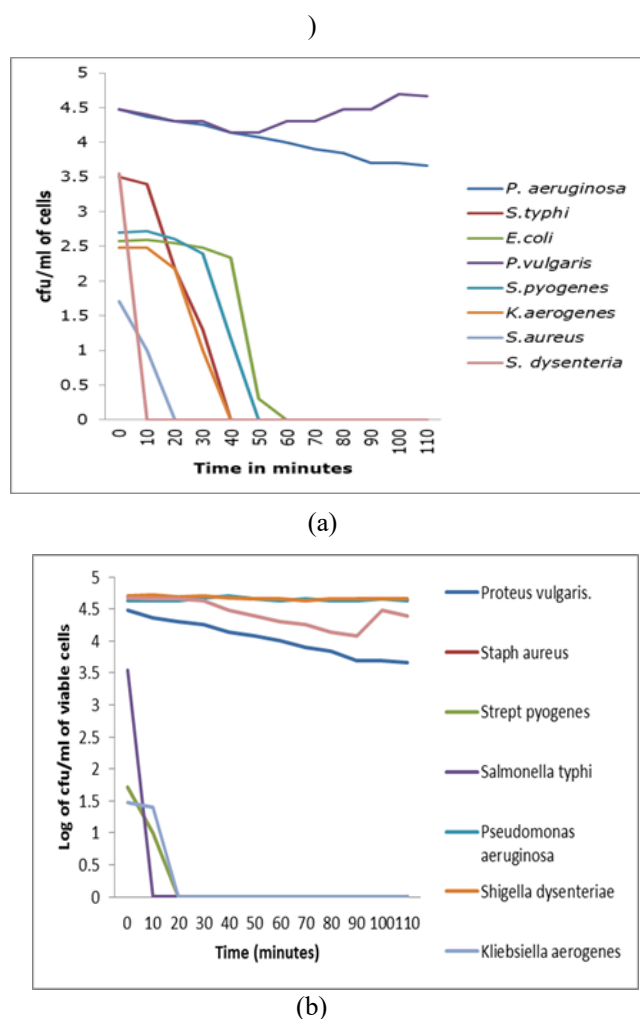 )
5
4.5
4
3.5
3
2.5
2
1.5
1
0.5
0
cfu/ml of cells
0 10 20 30 40 50 60 70 80 90 100 110
Time in minutes
P. aeruginosa
S.typhi
E.coli
P.vulgaris
S.pyogenes
K.aerogenes
S.aureus
S. dysenteria
(a)
5
4.5
4
3.5
3
2.5
2
1.5
1
0.5
0
Log of cfu/ml of viable cells
0 10 20 30 40 50 60 70 80 90 100 110
Time (minutes)
Proteus vulgaris.
Staph aureus
Strept pyogenes
Salmonella typhi
Pseudomonas
aeruginosa
Shigella dysenteriae
Kliebsiella aerogenes
(b)